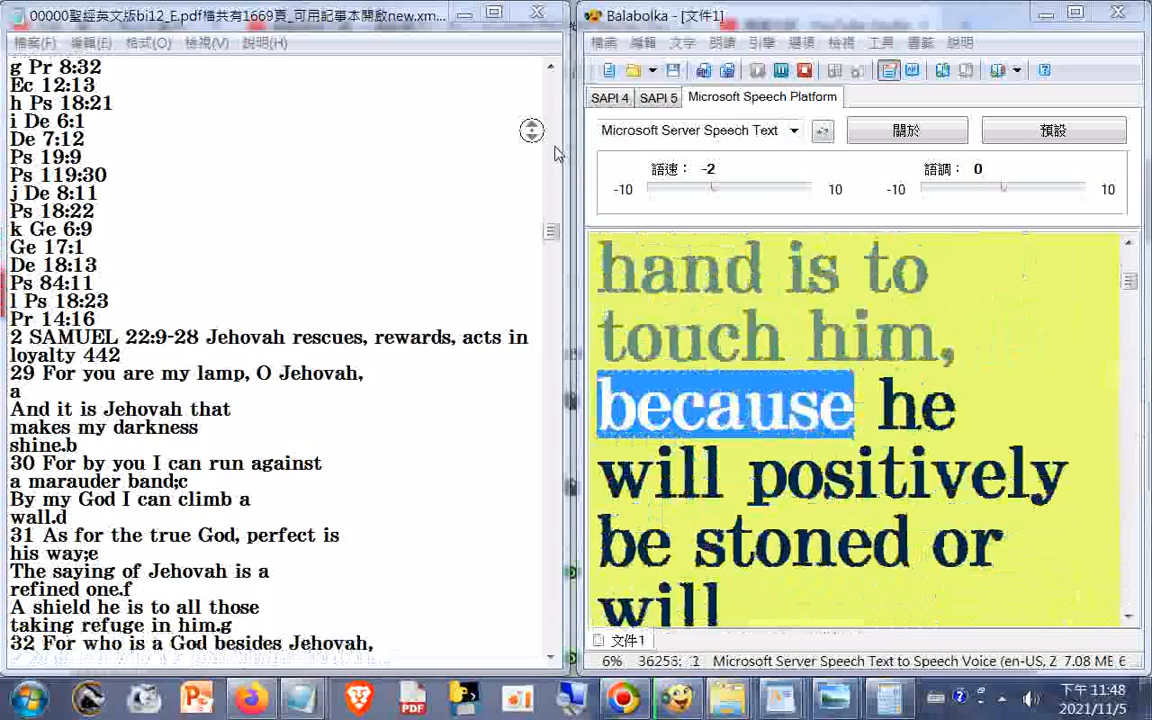 00000聖經英文版bi12_E.pdf檔共有1669頁_可用記事本開啟new.xm...
檔案(F) 編輯(E) 格式(O) 檢視(V) 說明(H)
g Pr 8:32
Ec 12:13
h Ps 18:21
i De 6:1
De 7:12
Ps 19:9
Ps 119:30
j De 8:11
Ps 18:22
k Ge 6:9
Ge 17:1
De 18:13
Ps 84:11
l Ps 18:23
Pr 14:16
2 SAMUEL 22:9-28 Jehovah rescues, rewards, acts in
loyalty 442
29 For you are my lamp, O Jehovah,
a
And it is Jehovah that
makes my darkness
shine.b
30 For by you I can run against
a marauder band;c
By my God I can climb a
wall.d
31 As for the true God, perfect is
his way;e
The saying of Jehovah is a
refined one.f
A shield he is to all those
taking refuge in him.g
32 For who is a God besides Jehovah,
Balabolka - [文件1]
檔案 編輯 文字 朗讀 引擎 選項 檢視 工具 書籤 說明
SAPI 4 SAPI 5 Microsoft Speech Platform
Microsoft Server Speech Text 關於 預設
語速： -2 語調： 0
-10 10 -10 10
hand is to
touch him,
because he
will positively
be stoned or
will
文件1
6% 36253: Microsoft Server Speech Text to Speech Voice (en-US, Z 7.08 MB 6
下午 11:48
2021/11/5